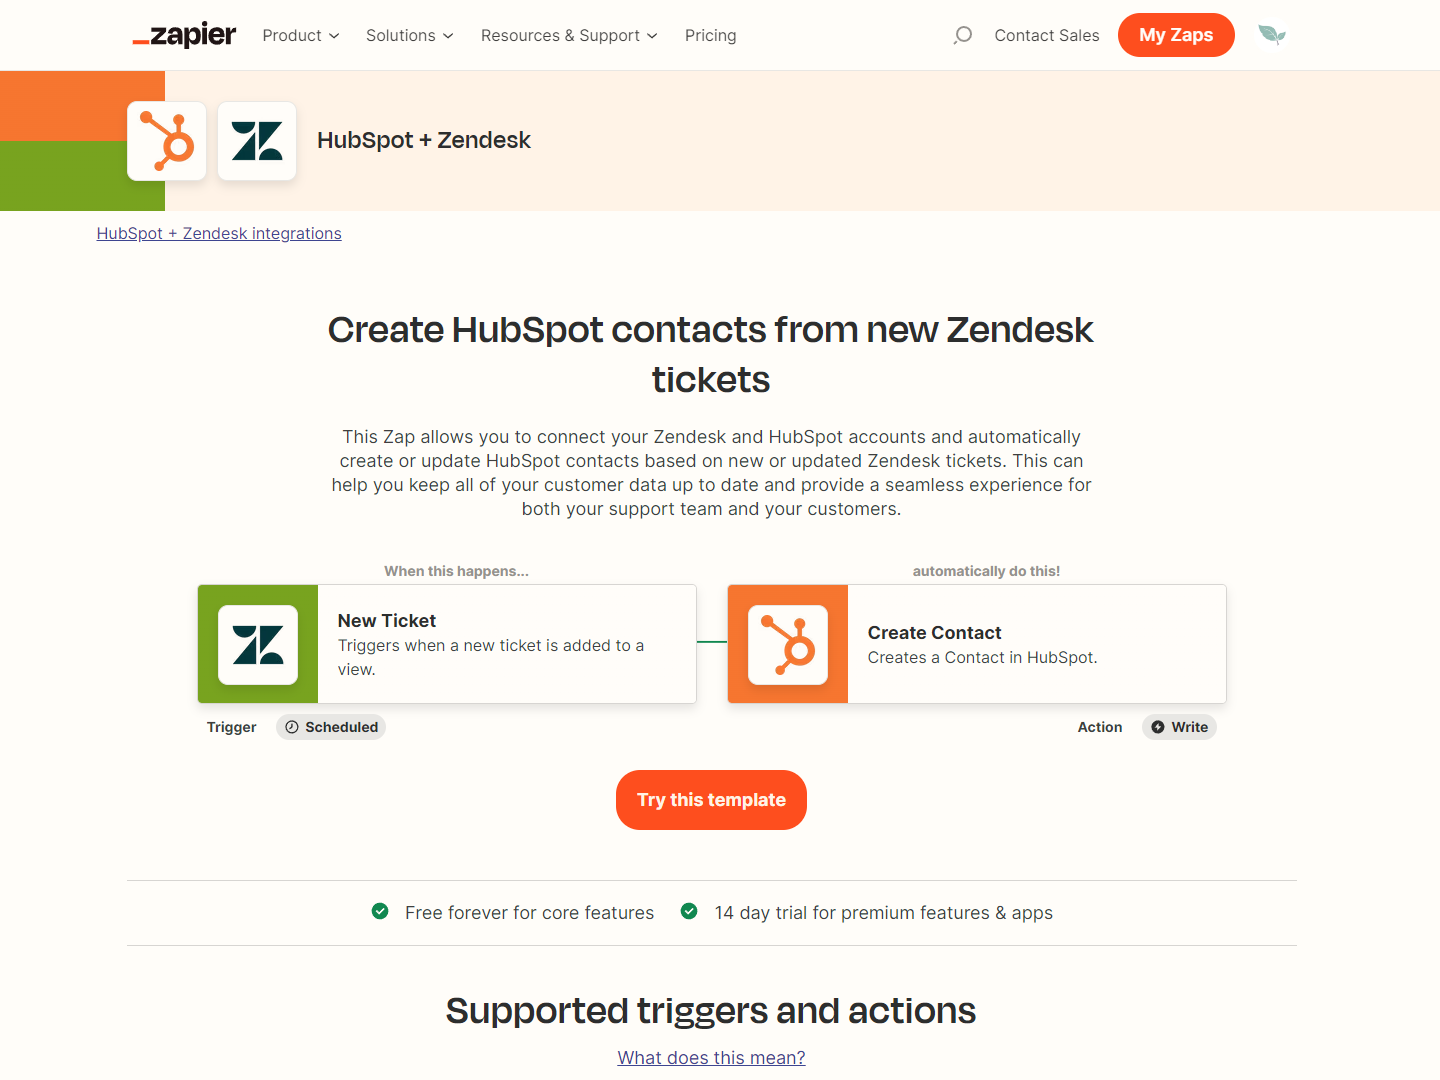 zapier Product Solutions Resources & Support Pricing Contact Sales My Zaps
HubSpot + Zendesk
HubSpot + Zendesk integrations
Create HubSpot contacts from new Zendesk
tickets
This Zap allows you to connect your Zendesk and HubSpot accounts and automatically
create or update HubSpot contacts based on new or updated Zendesk tickets. This can
help you keep all of your customer data up to date and provide a seamless experience for
both your support team and your customers.
When this happens...
New Ticket
Triggers when a new ticket is added to a
view.
Trigger Scheduled
automatically do this!
Create Contact
Creates a Contact in HubSpot.
Action Write
Try this template
Free forever for core features 14 day trial for premium features & apps
Supported triggers and actions
What does this mean?